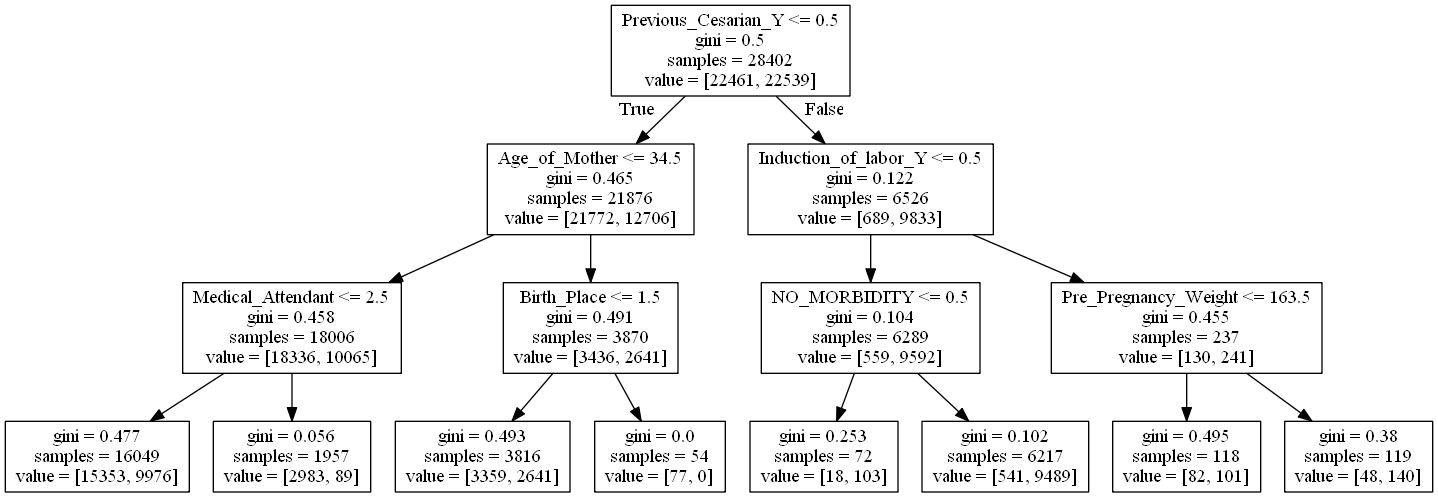 Previous_Cesarian_Y <= 0.5
gini = 0.5
samples = 28402
value = [22461, 22539]
True
False
Age_of_Mother <= 34.5
gini = 0.465
samples = 21876
value = [21772, 12706]
Induction_of_labor_Y <= 0.5
gini = 0.122
samples = 6526
value = [689, 9833]
Medical_Attendant <= 2.5
gini = 0.458
samples = 18006
value = [18336, 10065]
Birth_Place <= 1.5
gini = 0.491
samples = 3870
value = [3436, 2641]
NO_MORBIDITY <= 0.5
gini = 0.104
samples = 6289
value = [559, 9592]
Pre_Pregnancy_Weight <= 163.5
gini = 0.455
samples = 237
value = [130, 241]
gini = 0.477
samples = 16049
value = [15353, 9976]
gini = 0.056
samples = 1957
value = [2983, 89]
gini = 0.493
samples = 3816
value = [3359, 2641]
gini = 0.0
samples = 54
value = [77, 0]
gini = 0.253
samples = 72
value = [18, 103]
gini = 0.102
samples = 6217
value = [541, 9489]
gini = 0.495
samples = 118
value = [82, 101]
gini = 0.38
samples = 119
value = [48, 140]